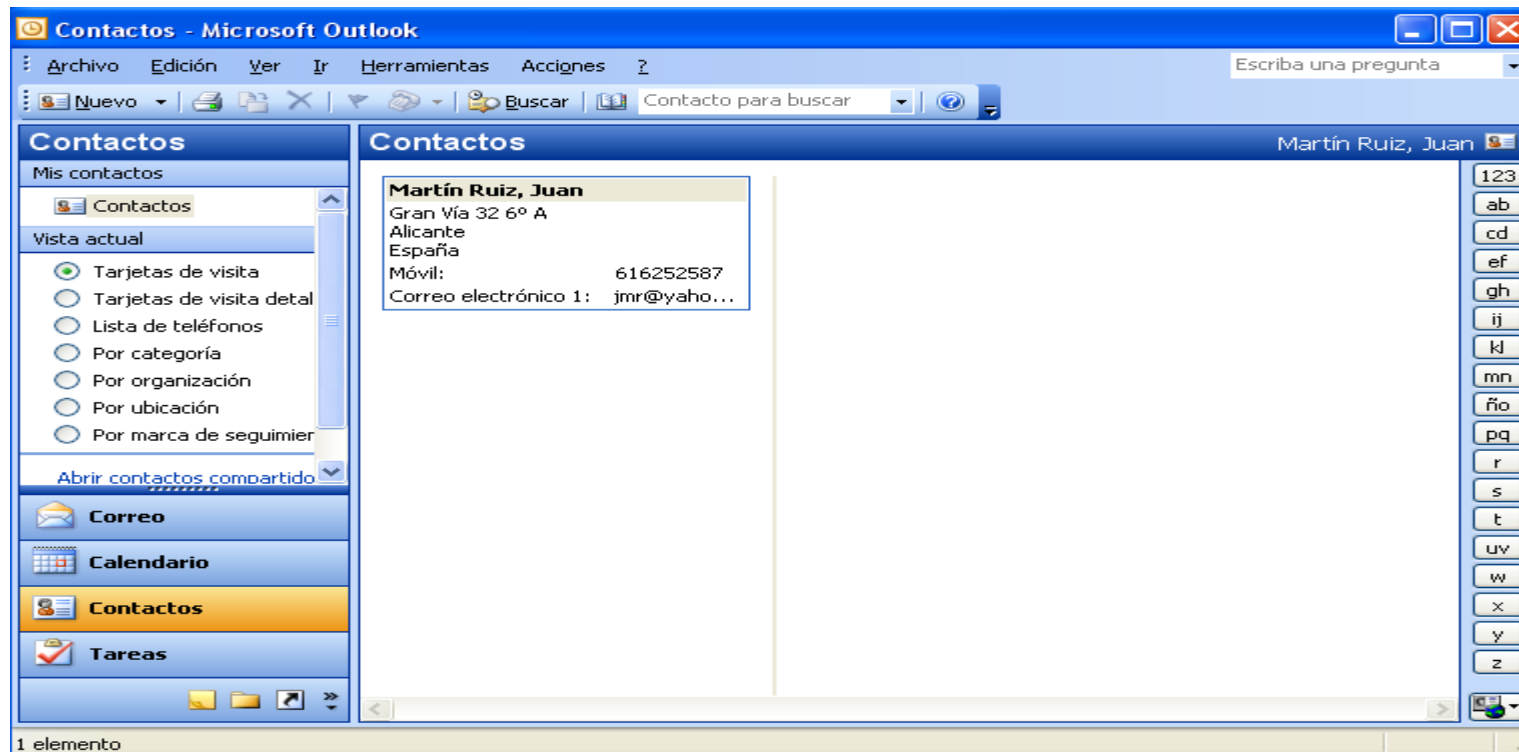 Contactos - Microsoft Outlook
Archivo Edición Ver Ir Herramientas Acciones ? Escriba una pregunta
Nuevo Buscar Contacto para buscar
Contactos
Mis contactos
Contactos
Vista actual
Tarjetas de visita
Tarjetas de visita detal
Lista de teléfonos
Por categoría
Por organización
Por ubicación
Por marca de seguimier
Abrir contactos compartido
Correo
Calendario
Contactos
Tareas
Contactos Martín Ruiz, Juan
Martín Ruiz, Juan
Gran Vía 32 6º A
Alicante
España
Móvil: 616252587
Correo electrónico 1: jmr@yaho...
123
ab
cd
ef
gh
ij
kl
mn
ño
pq
r
s
t
uv
w
x
y
z
1 elemento